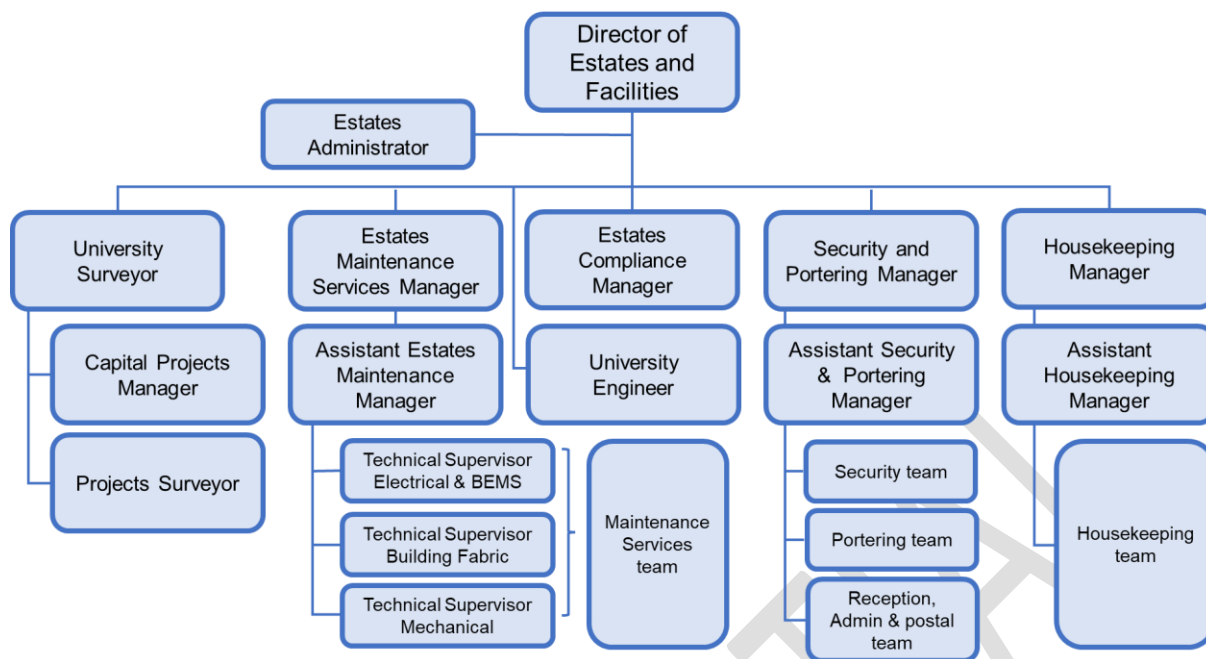 Director of
Estates and
Facilities
Estates
Administrator
University
Surveyor
Estates
Maintenance
Services Manager
Estates
Compliance
Manager
Security and
Portering Manager
Housekeeping
Manager
Capital Projects
Manager
Assistant Estates
Maintenance
Manager
University
Engineer
Assistant Security
& Portering
Manager
Assistant
Housekeeping
Manager
Projects Surveyor
Technical Supervisor
Electrical & BEMS
Technical Supervisor
Building Fabric
Technical Supervisor
Mechanical
Maintenance
Services
team
Security team
Portering team
Reception,
Admin & postal
team
Housekeeping
team